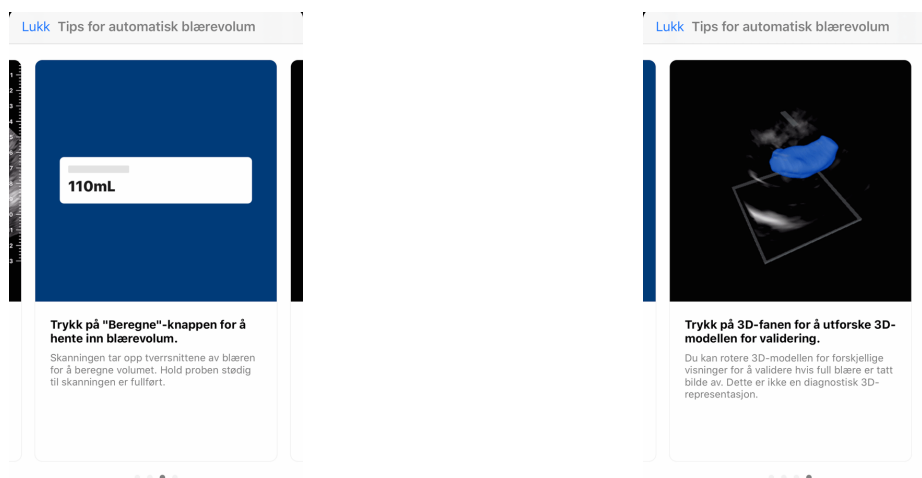 Lukk Tips for automatisk blærevolum
110mL
Trykk på "Beregne"-knappen for å
hente inn blærevolum.
Skanningen tar opp tverrsnittene av blæren
for å beregne volumet. Hold proben stødig
til skanningen er fullført.
Lukk Tips for automatisk blærevolum
Trykk på 3D-fanen for å utforske 3D-
modellen for validering.
Du kan rotere 3D-modellen for forskjellige
visninger for å validere hvis full blære er tatt
bilde av. Dette er ikke en diagnostisk 3D-
representasjon.